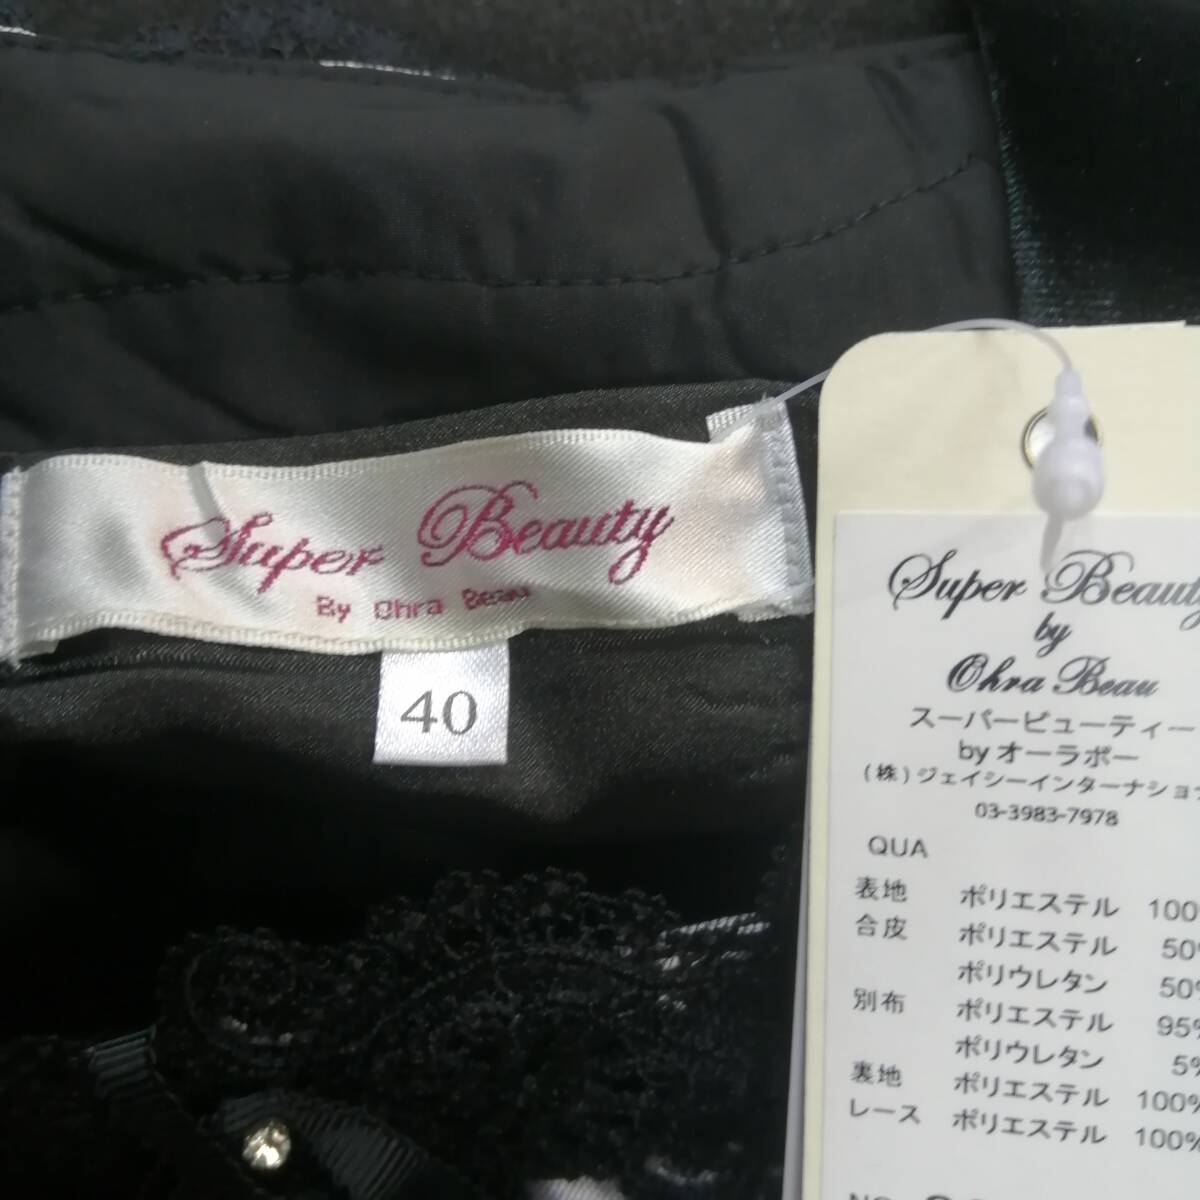 Super Beauty
By Ohra Beau
40
Super Beauty
by
Ohra Beau
スーパービューティー
by オーラボー
(株)ジェイシーインターナショナ
03-3983-7978
QUA
表地 ポリエステル 100%
合皮 ポリエステル 50%
ポリウレタン 50%
別布 ポリエステル 95%
ポリウレタン 5%
裏地 ポリエステル 100%
レース ポリエステル 100%